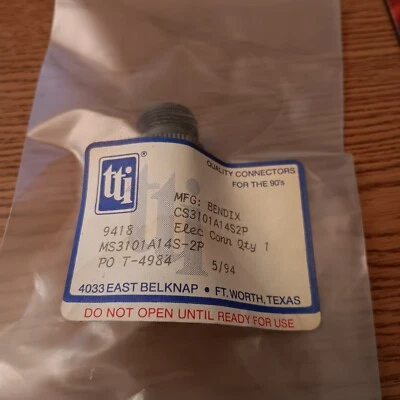 tti®
QUALITY CONNECTORS
FOR THE 90's
MFG: BENDIX
CS3101A14S2P
9418 Elec Conn Qty 1
MS3101A14S-2P
PO T-4984 5/94
4033 EAST BELKNAP • FT. WORTH, TEXAS
DO NOT OPEN UNTIL READY FOR USE